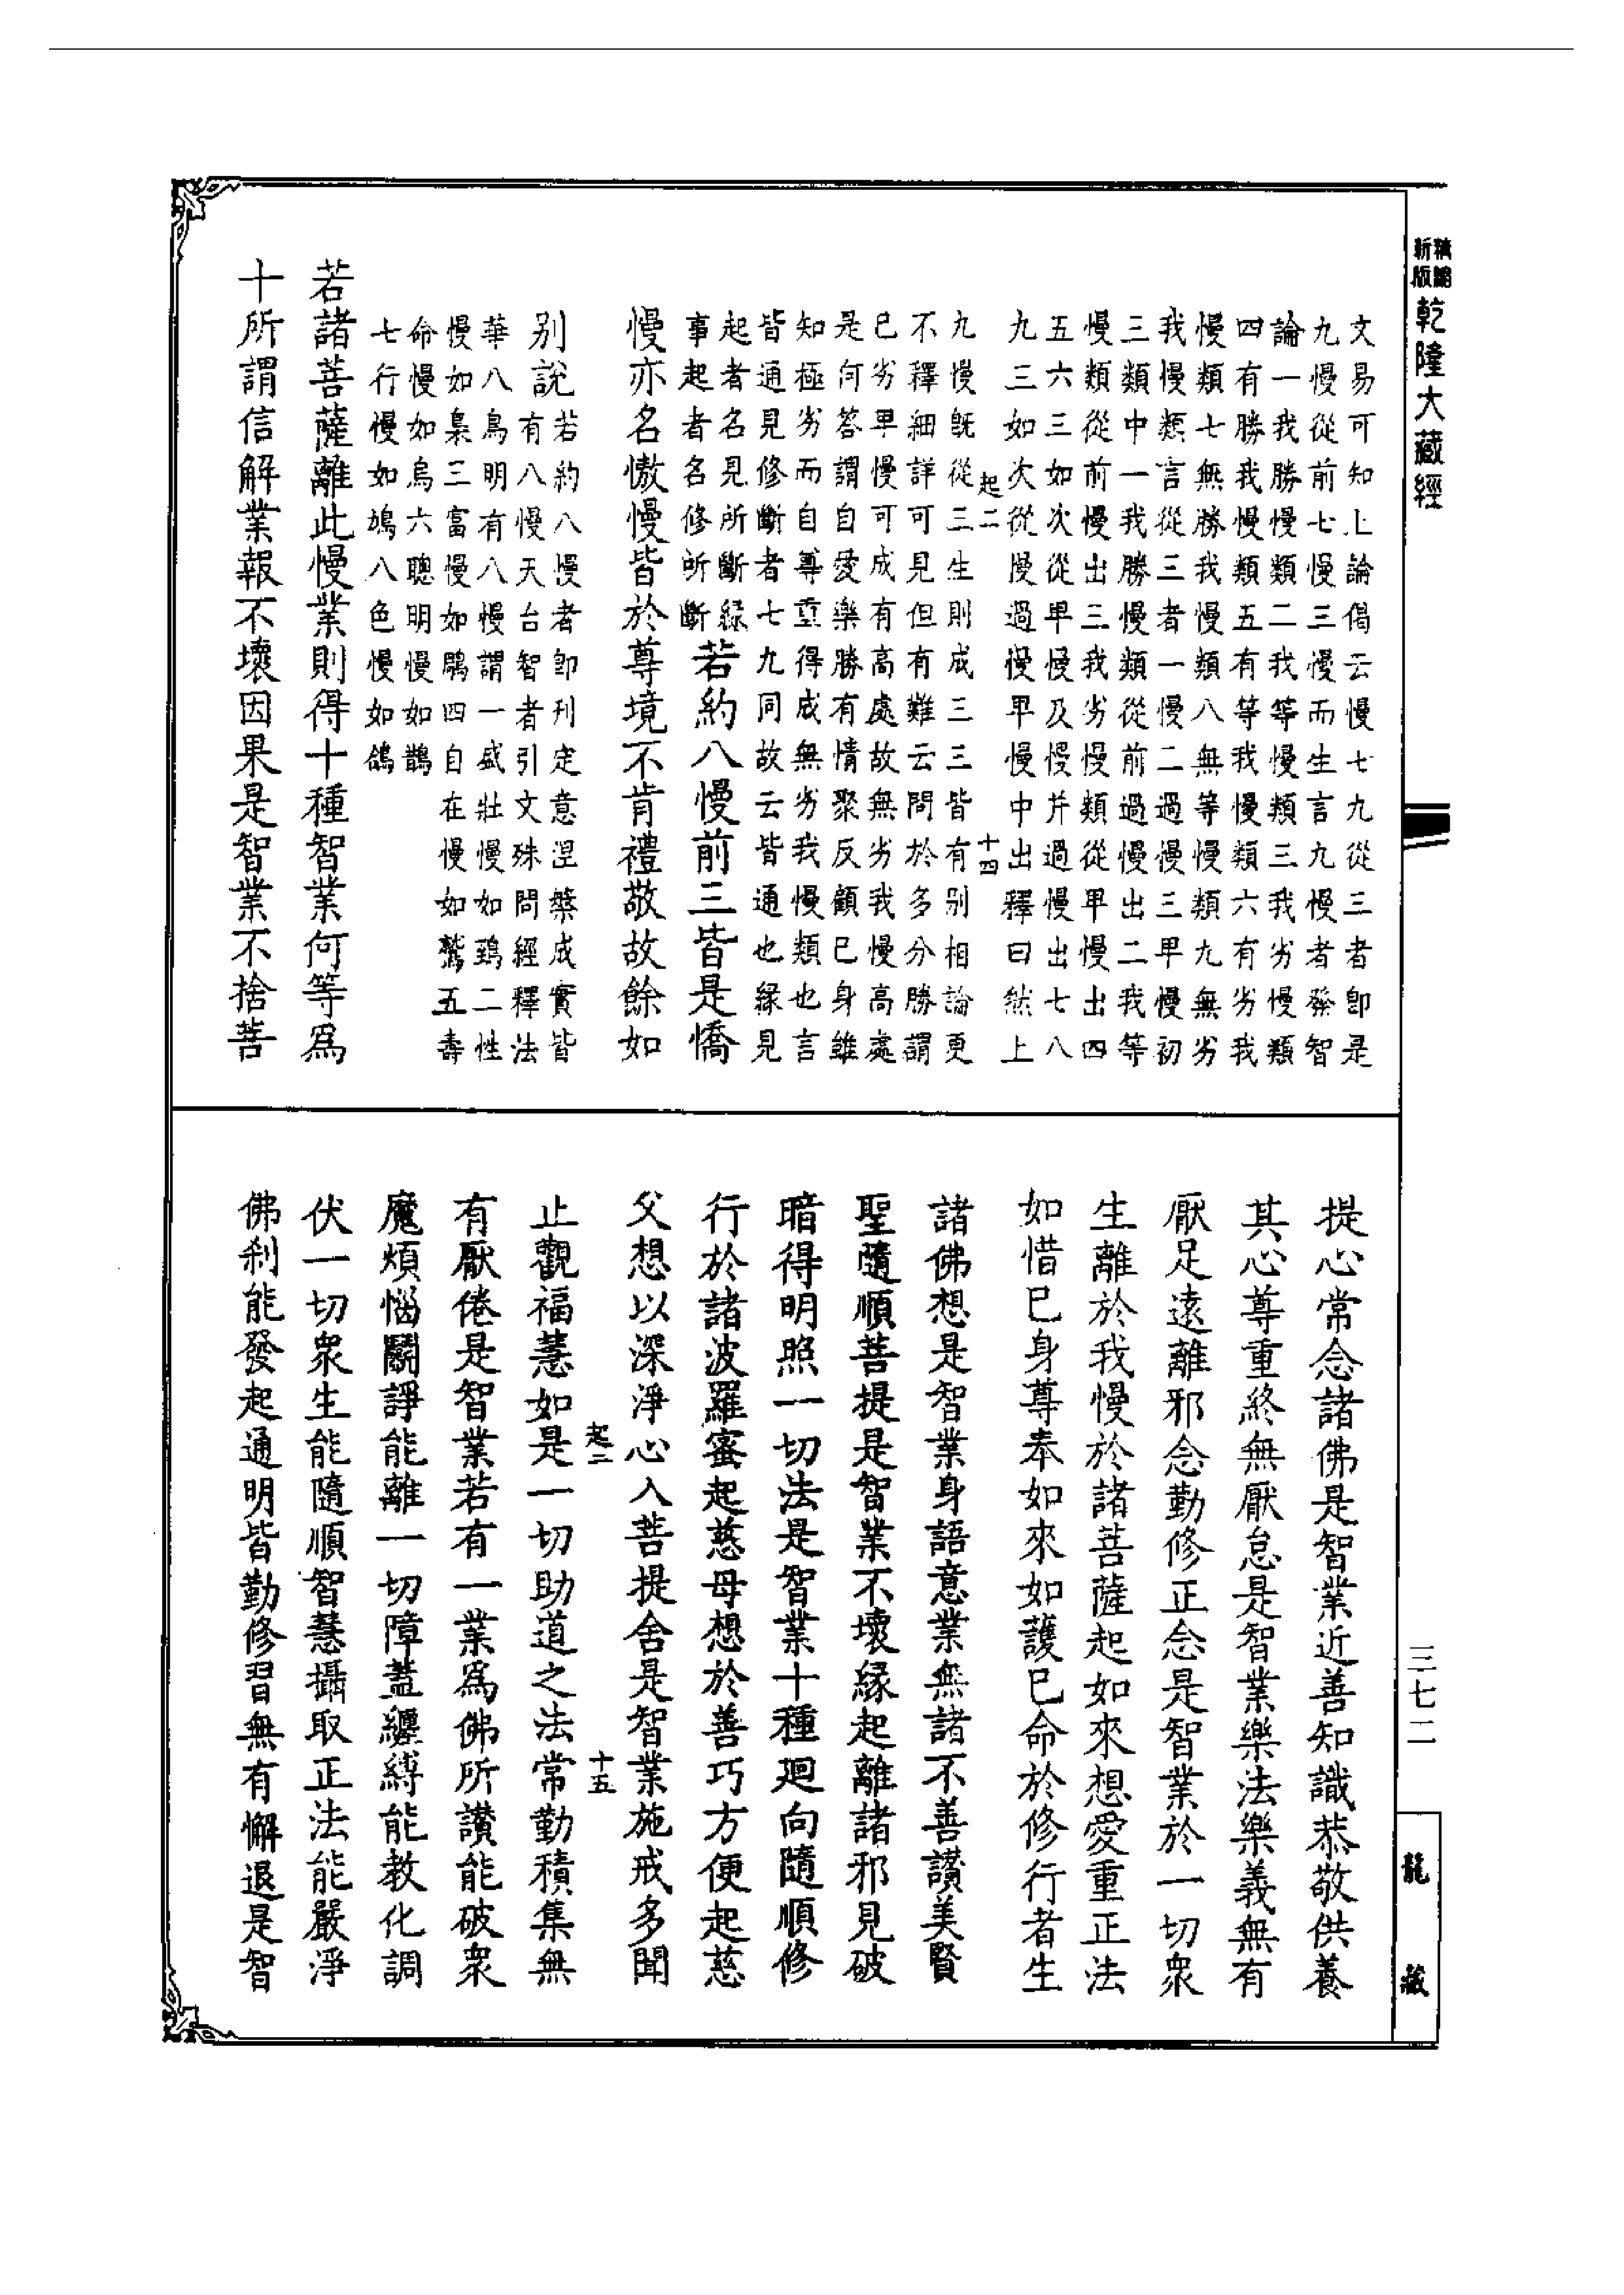 新版
精縮
乾隆大藏經
文易可知上論偈云慢七九從三者即是
九慢從前七慢三慢而生言九慢者發智
論一我勝慢類二我等慢類三我劣慢類
四有勝我慢類五有等我慢類六有劣我
慢類七無勝我慢類八無等慢類九無劣
我慢類言從三者一慢二過慢三早慢初
三類中一我勝慢類從前過慢出二我等
慢類從前慢出三我劣慢類從早慢出四
五六三如次從早慢及慢并過慢出七八
九三如次從慢過慢早慢中出釋曰然上
起二
十四
九慢既從三生則成三三皆有別相論更
不釋細詳可見但有難云問於多分勝謂
己劣早慢可成有高處故無劣我慢高處
是何答謂自愛樂勝有情聚反顧已身雖
知極劣而自尊重得成無劣我慢類也言
皆通見修斷者七九同故云皆通也緣見
起者名見所斷緣
事起者名修所斷
若約八慢前三皆是憍
慢亦名慠慢皆於尊境不肯禮敬故餘如
別說
若約八慢者即刊定意涅槃成實皆
有八慢天台智者引文殊問經釋法
華八鳥明有八慢謂一盛壯慢如鵄二性
慢如梟三富慢如鵰四自在慢如鷲五壽
命慢如烏六聰明慢如鵲
七行慢如鳩八色慢如鴿
若諸菩薩離此慢業則得十種智業何等爲
十所謂信解業報不壞因果是智業不捨菩
提心常念諸佛是智業近善知識恭敬供養
其心尊重終無厭怠是智業樂法樂義無有
厭足遠離邪念勤修正念是智業於一切衆
生離於我慢於諸菩薩起如來想愛重正法
如惜巳身尊奉如來如護巳命於修行者生
諸佛想是智業身語意業無諸不善讚美賢
聖隨順菩提是智業不壞緣起離諸邪見破
暗得明照一切法是智業十種迴向隨順修
行於諸波羅蜜起慈母想於善巧方便起慈
父想以深淨心入菩提舍是智業施戒多聞
起二
十五
止觀福慧如是一切助道之法常勤積集無
有厭倦是智業若有一業爲佛所讚能破衆
魔煩惱鬭諍能離一切障蓋纏縛能教化調
伏一切衆生能隨順智慧攝取正法能嚴淨
佛刹能發起通明皆勤修習無有懈退是智
三七二
龍藏